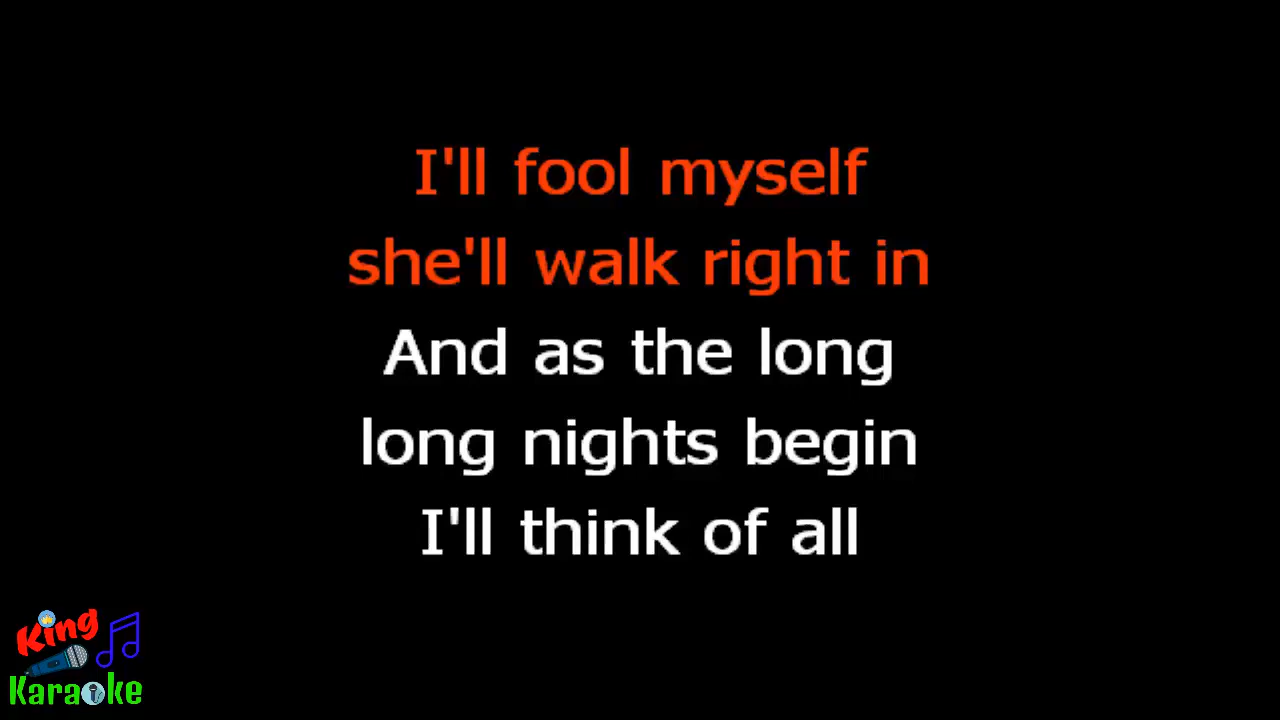 I'll fool myself
she'll walk right in
And as the long
long nights begin
I'll think of all
King
Karaoke